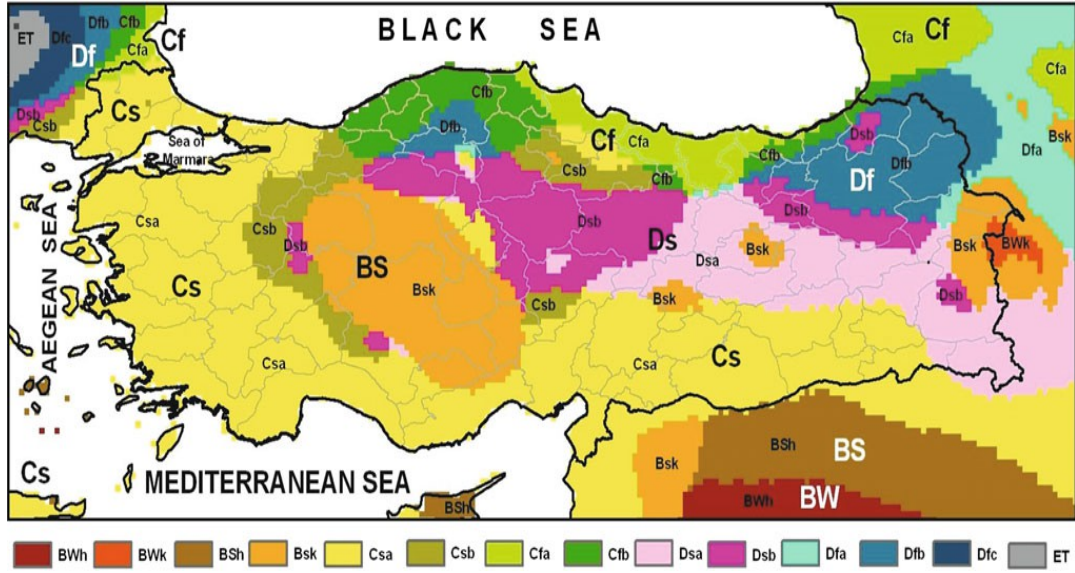 BLACK SEA
ET
Dfc
Dfb
Cfb
Df
Cfa
Cf
Dsb
Csb
Cs
Sea of
Marmara
Cfb
Dfb
Cf
Cfa
Csb
Cfb
Cfb
Cfa
Cf
Cfa
Dsb
Dfb
Df
Bsk
Dfa
AEGEAN SEA
Csa
Cs
Csb
Dsb
BS
Bsk
Dsb
Ds
Dsa
Bsk
Dsb
Bsk
BWk
Dsb
Csb
Bsk
Csa
Csa
Cs
Cs
MEDITERRANEAN SEA
BSh
Bsk
BSh
BS
BWh
BW
BWh BWk BSh Bsk Csa Csb Cfa Cfb Dsa Dsb Dfa Dfb Dfc ET